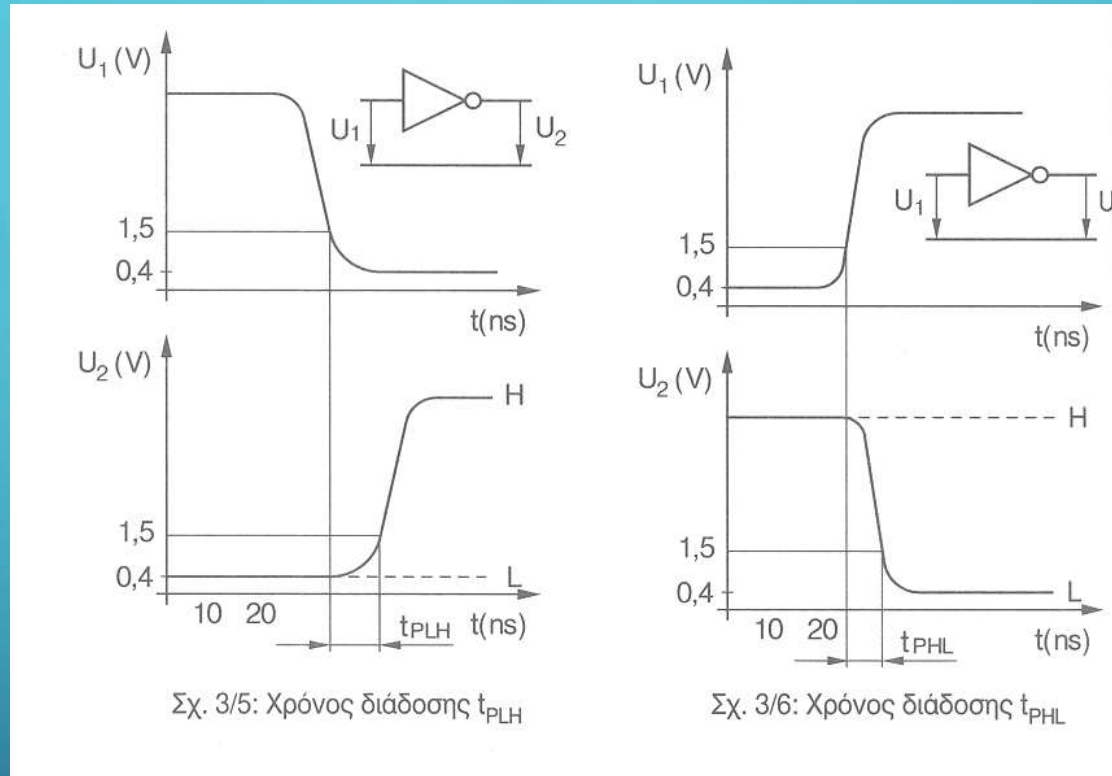 U₁ (V)
U₁
U₂
1,5
0,4
t(ns)
U₂ (V)
H
1,5
0,4
L
10 20 t(ns)
tPLH
Σχ. 3/5: Χρόνος διάδοσης tPLH
U₁ (V)
U₁
U
1,5
0,4
t(ns)
U₂ (V)
H
1,5
0,4
L
10 20 t(ns)
tPHL
Σχ. 3/6: Χρόνος διάδοσης tPHL